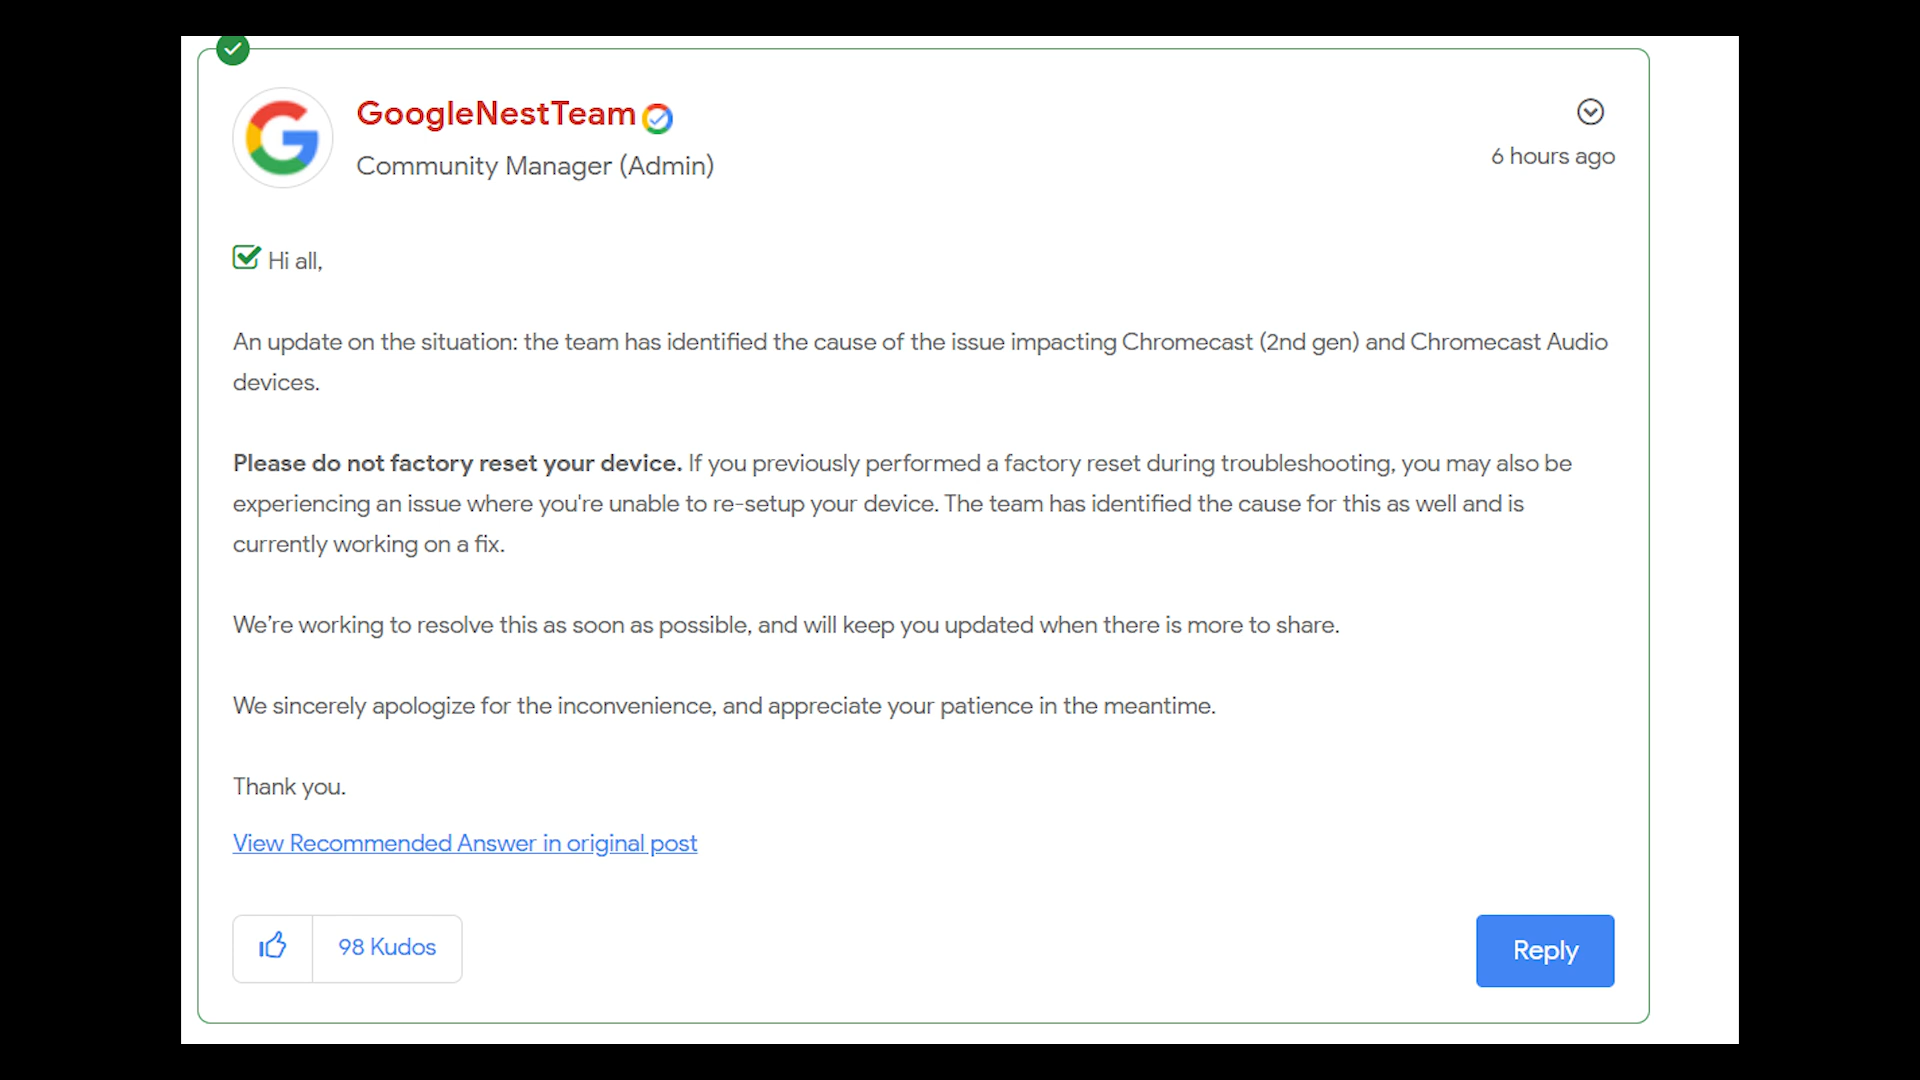 GoogleNestTeam
Community Manager (Admin)
6 hours ago
Hi all,
An update on the situation: the team has identified the cause of the issue impacting Chromecast (2nd gen) and Chromecast Audio
devices.
Please do not factory reset your device. If you previously performed a factory reset during troubleshooting, you may also be
experiencing an issue where you're unable to re-setup your device. The team has identified the cause for this as well and is
currently working on a fix.
We’re working to resolve this as soon as possible, and will keep you updated when there is more to share.
We sincerely apologize for the inconvenience, and appreciate your patience in the meantime.
Thank you.
View Recommended Answer in original post
98 Kudos
Reply